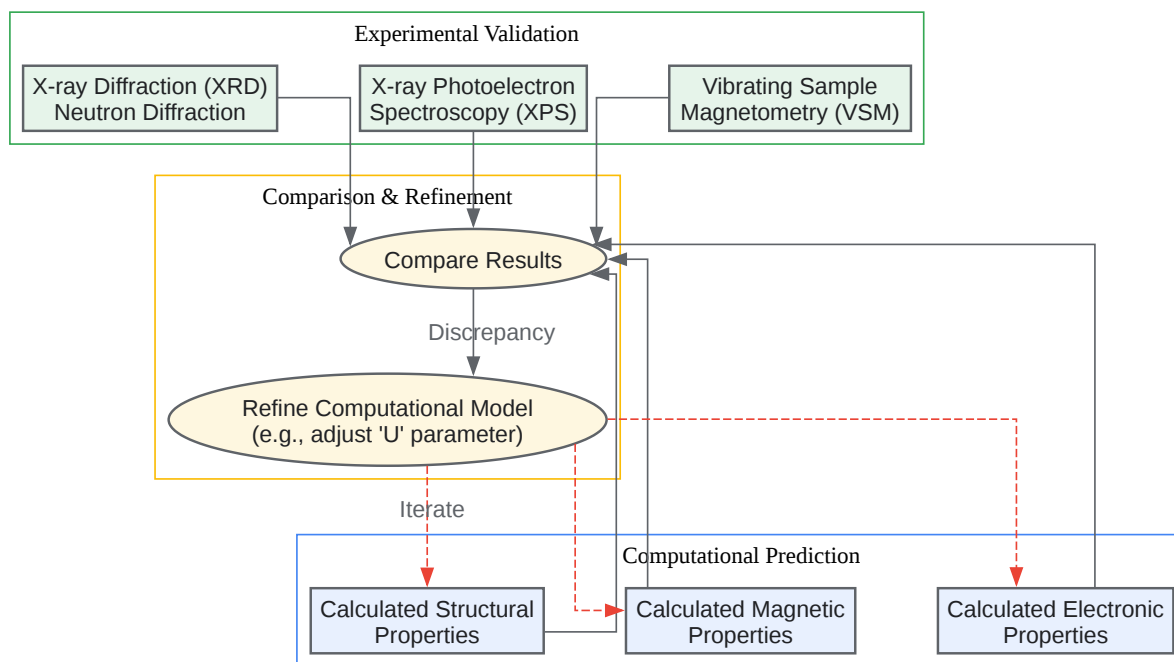 Experimental Validation
X-ray Diffraction (XRD)
Neutron Diffraction
X-ray Photoelectron
Spectroscopy (XPS)
Vibrating Sample
Magnetometry (VSM)
Comparison & Refinement
Compare Results
Discrepancy
Refine Computational Model
(e.g., adjust 'U' parameter)
Iterate
Computational Prediction
Calculated Structural
Properties
Calculated Magnetic
Properties
Calculated Electronic
Properties